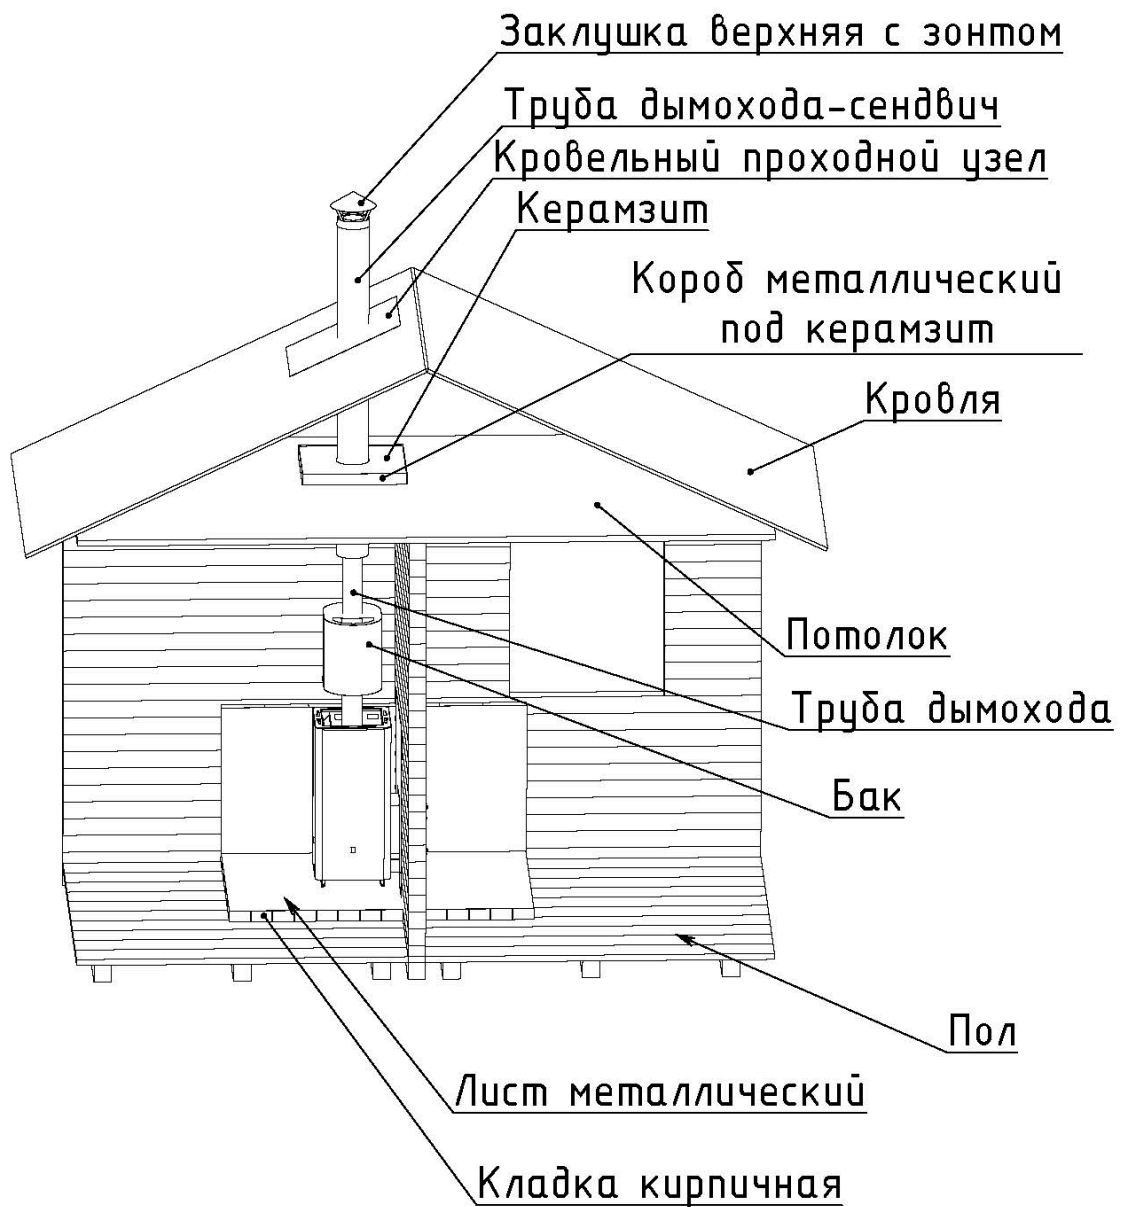 Заклушка верхняя с зонтом
Труба дымохода-сендвич
Кровельный проходной узел
Керамзит
Короб металлический
под керамзит
Кровля
Потолок
Труба дымохода
Бак
Пол
Лист металлический
Кладка кирпичная